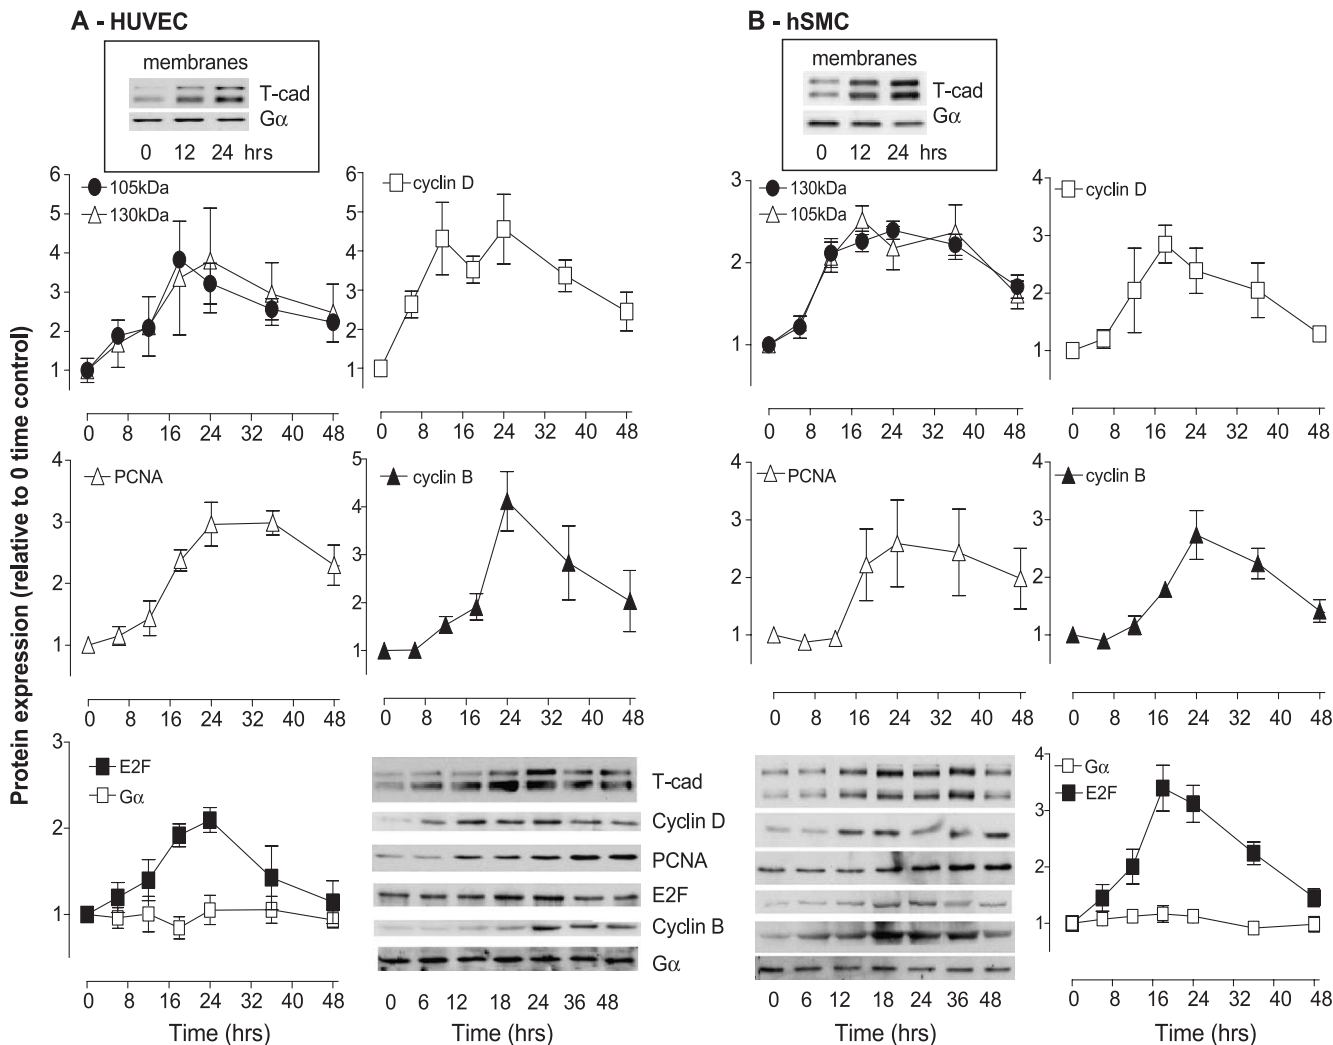 A - HUVEC
membranes
T-cad
Gα
0 12 24 hrs
B - hSMC
membranes
T-cad
Gα
0 12 24 hrs
Protein expression (relative to 0 time control)
105kDa
130kDa
6
5
4
3
2
1
0 8 16 24 32 40 48
cyclin D
6
5
4
3
2
1
0 8 16 24 32 40 48
130kDa
105kDa
3
2
1
0 8 16 24 32 40 48
cyclin D
4
3
2
1
0 8 16 24 32 40 48
PCNA
4
3
2
1
0 8 16 24 32 40 48
cyclin B
5
4
3
2
1
0 8 16 24 32 40 48
PCNA
4
3
2
1
0 8 16 24 32 40 48
cyclin B
4
3
2
1
0 8 16 24 32 40 48
E2F
Gα
3
2
1
0 8 16 24 32 40 48
Time (hrs)
T-cad
Cyclin D
PCNA
E2F
Cyclin B
Gα
0 6 12 18 24 36 48
Time (hrs)
0 6 12 18 24 36 48
Time (hrs)
Gα
E2F
4
3
2
1
0 8 16 24 32 40 48
Time (hrs)